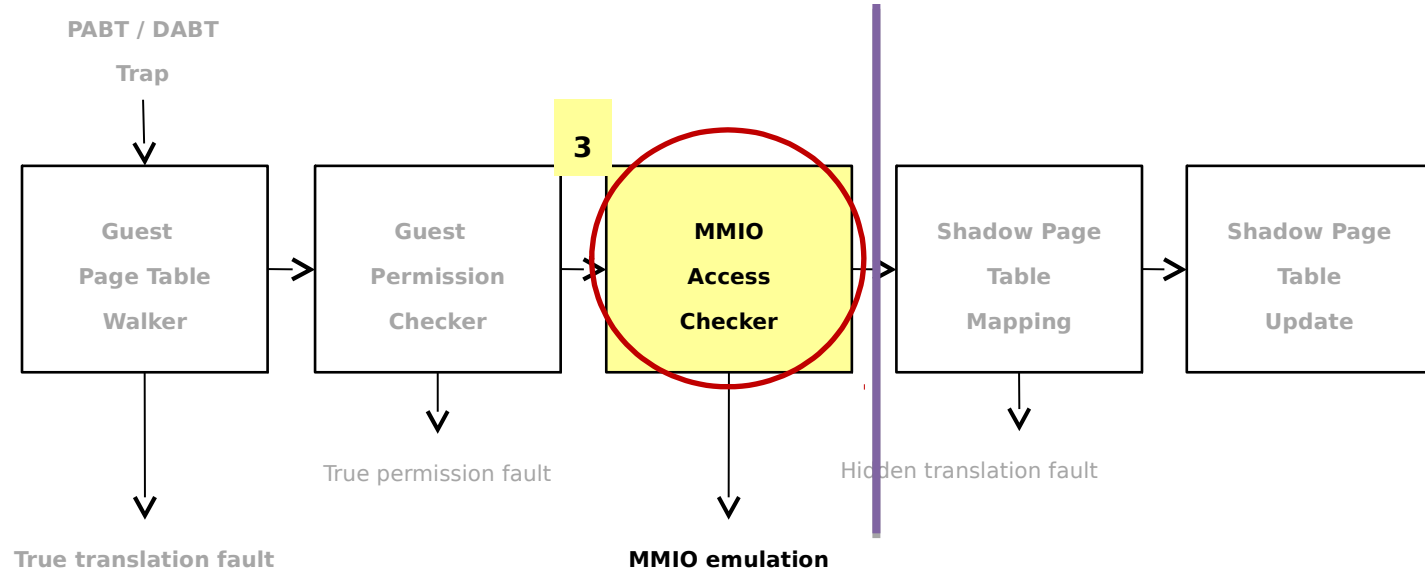 PABT / DABT
Trap
3
Guest
Page Table
Walker
Guest
Permission
Checker
MMIO
Access
Checker
Shadow Page
Table
Mapping
Shadow Page
Table
Update
True permission fault
Hidden translation fault
True translation fault
MMIO emulation